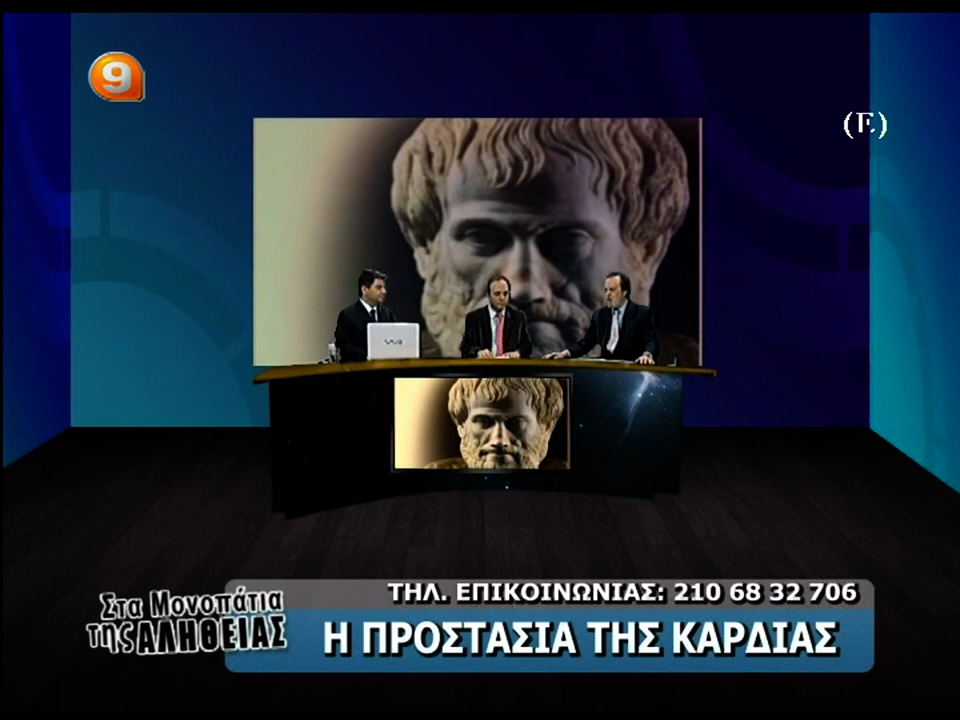 9
(E)
VAIO
ΤΗΛ. ΕΠΙΚΟΙΝΩΝΙΑΣ: 210 68 32 706
Στα Μονοπάτια
της ΑΛΗΘΕΙΑΣ
Η ΠΡΟΣΤΑΣΙΑ ΤΗΣ ΚΑΡΔΙΑΣ